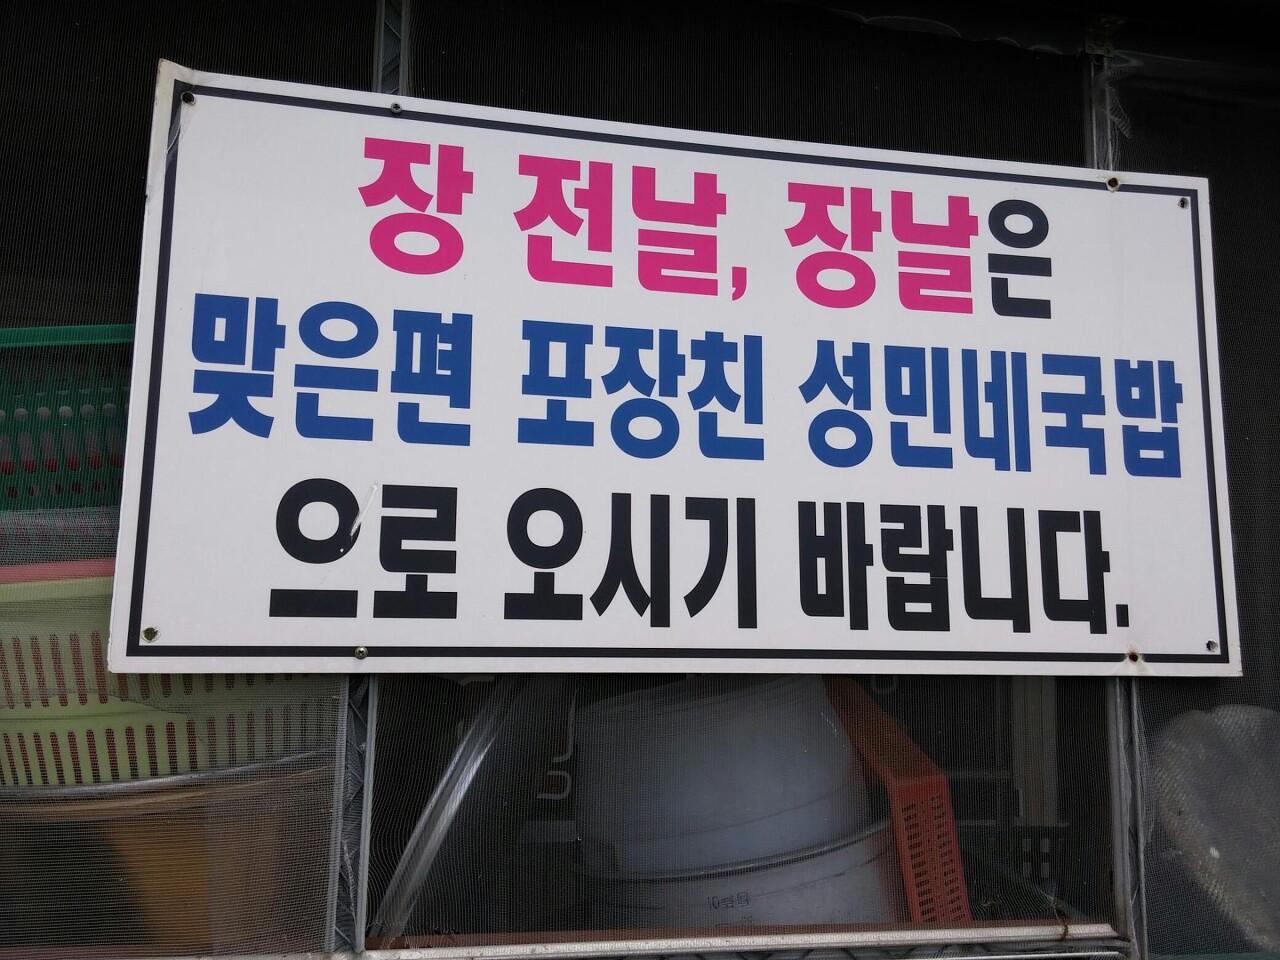 장 전날, 장날은
맞은편 포장친 성민네국밥
으로 오시기 바랍니다.